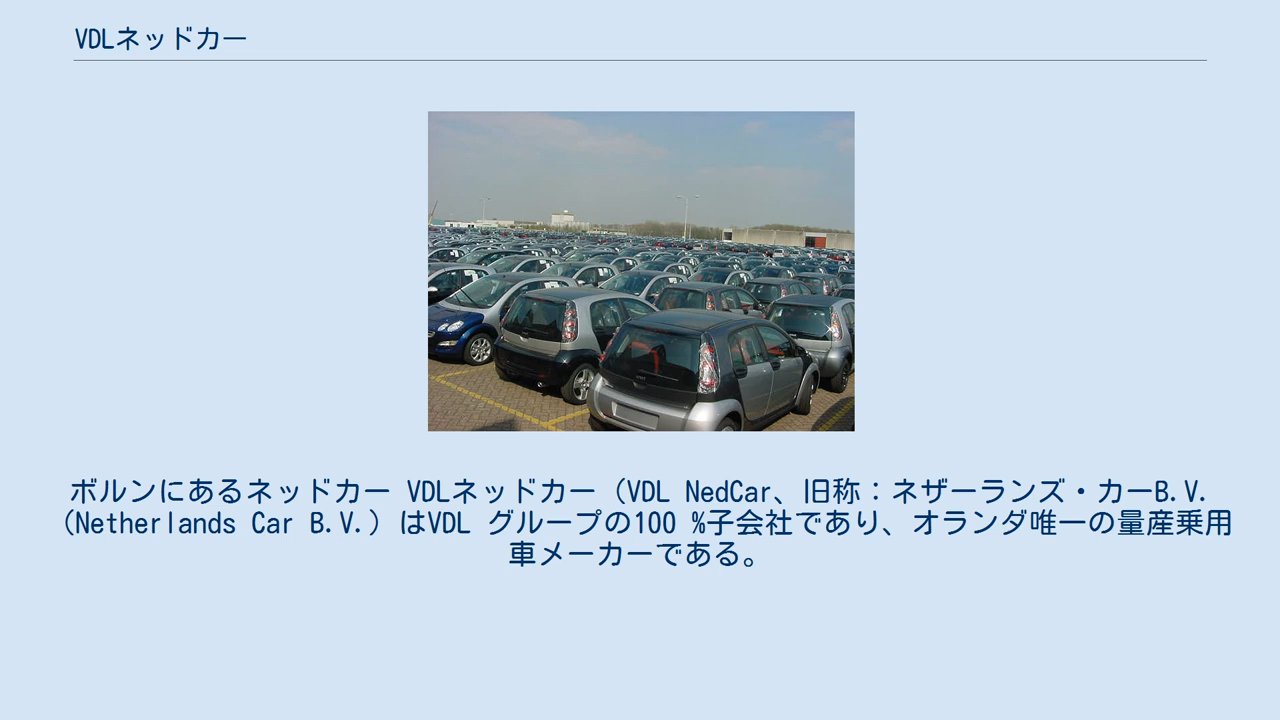 VDLネッドカー
ボルンにあるネッドカー VDLネッドカー（VDL NedCar、旧称：ネザーランズ・カーB.V.
（Netherlands Car B.V.）はVDL グループの100 %子会社であり、オランダ唯一の量産乗用
車メーカーである。